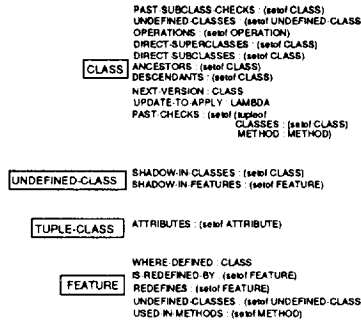 PAST-SUBCLASS-CHECKS : (setof CLASS)
UNDEFINED-CLASSES : (setof UNDEFINED-CLASS
OPERATIONS : (setof OPERATION)
DIRECT-SUPERCLASSES : (setof CLASS)
DIRECT-SUBCLASSES : (setof CLASS)
CLASS
ANCESTORS : (setof CLASS)
DESCENDANTS : (setof CLASS)
NEXT-VERSION : CLASS
UPDATE-TO-APPLY : LAMBDA
PAST-CHECKS : (setof (tupleof
CLASSES : (setof CLASS)
METHOD : METHOD)
UNDEFINED-CLASS
SHADOW-IN-CLASSES : (setof CLASS)
SHADOW-IN-FEATURES : (setof FEATURE)
TUPLE-CLASS
ATTRIBUTES : (setof ATTRIBUTE)
WHERE-DEFINED : CLASS
IS-REDEFINED-BY : (setof FEATURE)
FEATURE
REDEFINES : (setof FEATURE)
UNDEFINED-CLASSES : (setof UNDEFINED-CLASS
USED-IN-METHODS : (setof METHOD)